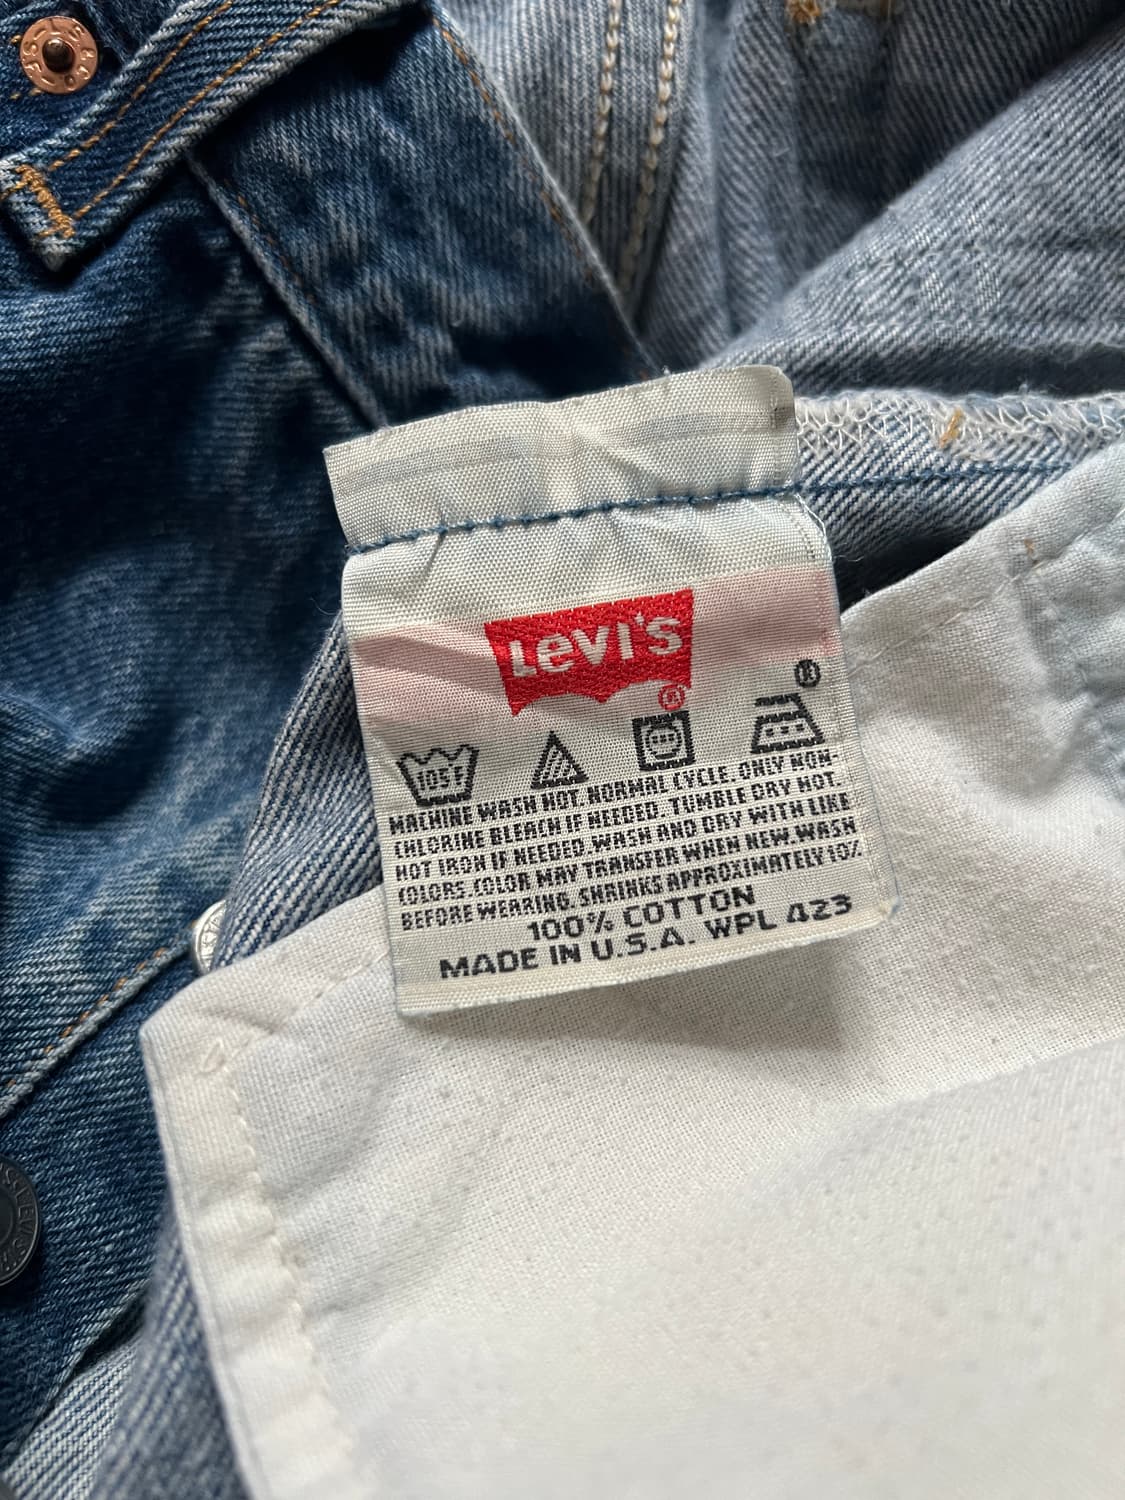 Levi's
®
®
105F
MACHINE WASH HOT. NORMAL CYCLE. ONLY NON-
CHLORINE BLEACH IF NEEDED. TUMBLE DRY HOT.
HOT IRON IF NEEDED. WASH AND DRY WITH LIKE
COLORS. COLOR MAY TRANSFER WHEN NEW. WASH
BEFORE WEARING. SHRINKS APPROXIMATELY 10%
100% COTTON
MADE IN U.S.A. WPL 423